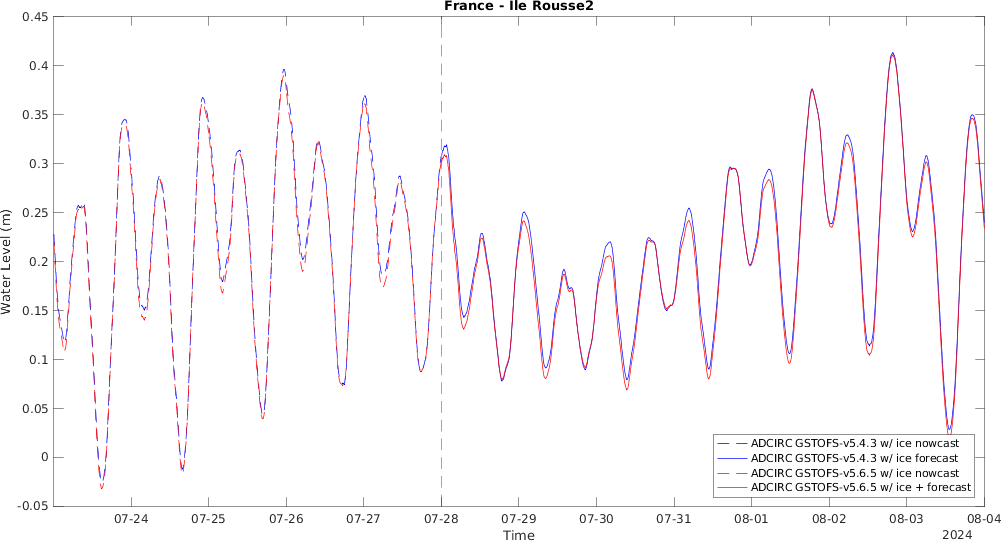 France - Ile Rousse2
0.45
0.4
0.35
0.3
0.25
0.2
0.15
0.1
0.05
0
-0.05
Water Level (m)
07-24 07-25 07-26 07-27 07-28 07-29 07-30 07-31 08-01 08-02 08-03 08-04
Time
2024
ADCIRC GSTOFS-v5.4.3 w/ ice nowcast
ADCIRC GSTOFS-v5.4.3 w/ ice forecast
ADCIRC GSTOFS-v5.6.5 w/ ice nowcast
ADCIRC GSTOFS-v5.6.5 w/ ice + forecast